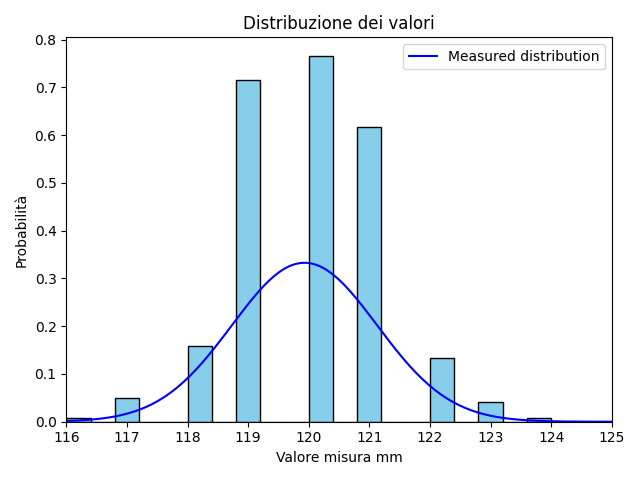 Distribuzione dei valori
Measured distribution
Probabilità
0.8
0.7
0.6
0.5
0.4
0.3
0.2
0.1
0.0
116 117 118 119 120 121 122 123 124 125
Valore misura mm